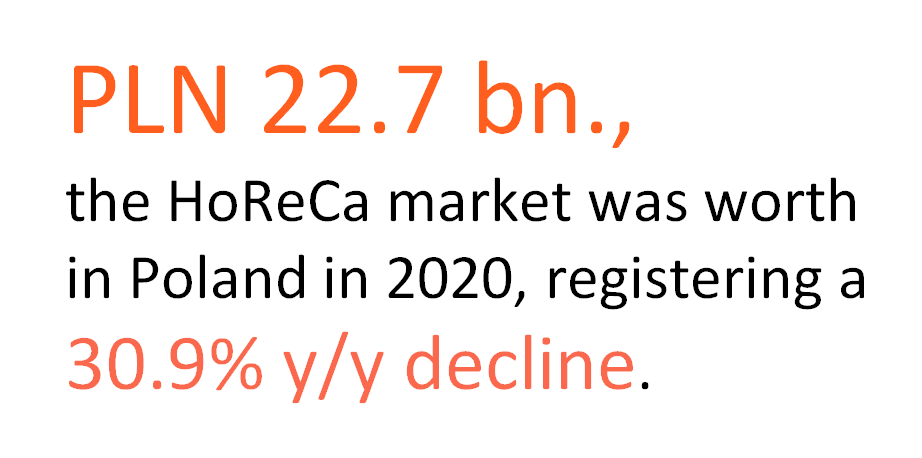 PLN 22.7 bn.,
the HoReCa market was worth
in Poland in 2020, registering a
30.9% y/y decline.